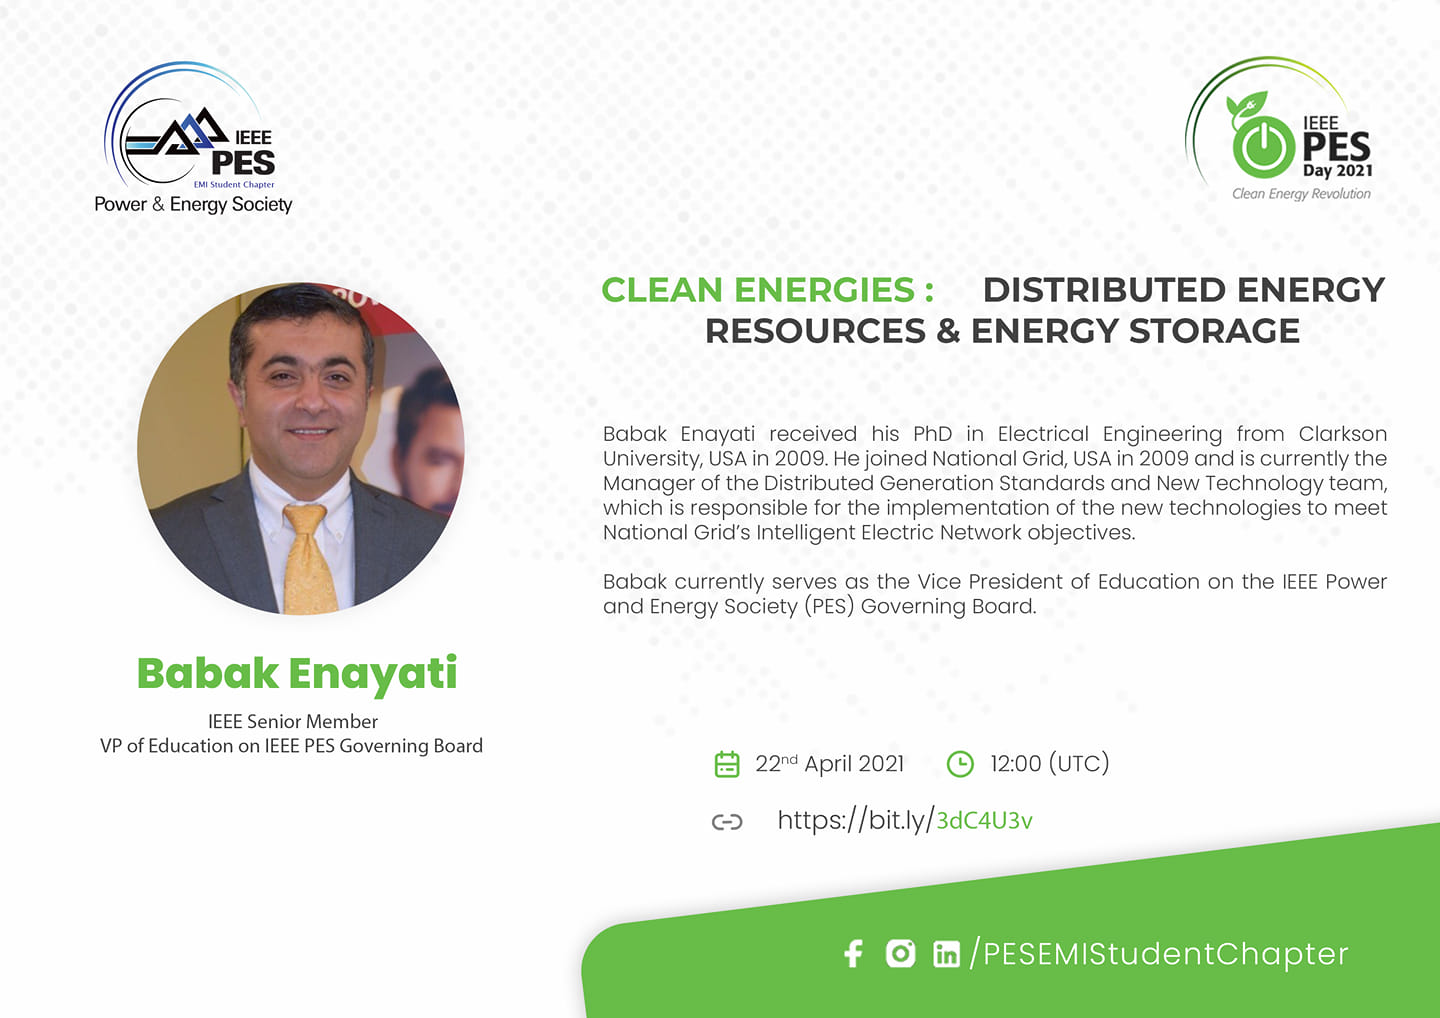 IEEE
PES
EMI Student Chapter
Power & Energy Society
IEEE
PES
Day 2021
Clean Energy Revolution
CLEAN ENERGIES : DISTRIBUTED ENERGY
RESOURCES & ENERGY STORAGE
Babak Enayati received his PhD in Electrical Engineering from Clarkson
University, USA in 2009. He joined National Grid, USA in 2009 and is currently the
Manager of the Distributed Generation Standards and New Technology team,
which is responsible for the implementation of the new technologies to meet
National Grid’s Intelligent Electric Network objectives.
Babak currently serves as the Vice President of Education on the IEEE Power
and Energy Society (PES) Governing Board.
Babak Enayati
IEEE Senior Member
VP of Education on IEEE PES Governing Board
22nd April 2021 12:00 (UTC)
https://bit.ly/3dC4U3v
/PESEMIStudentChapter